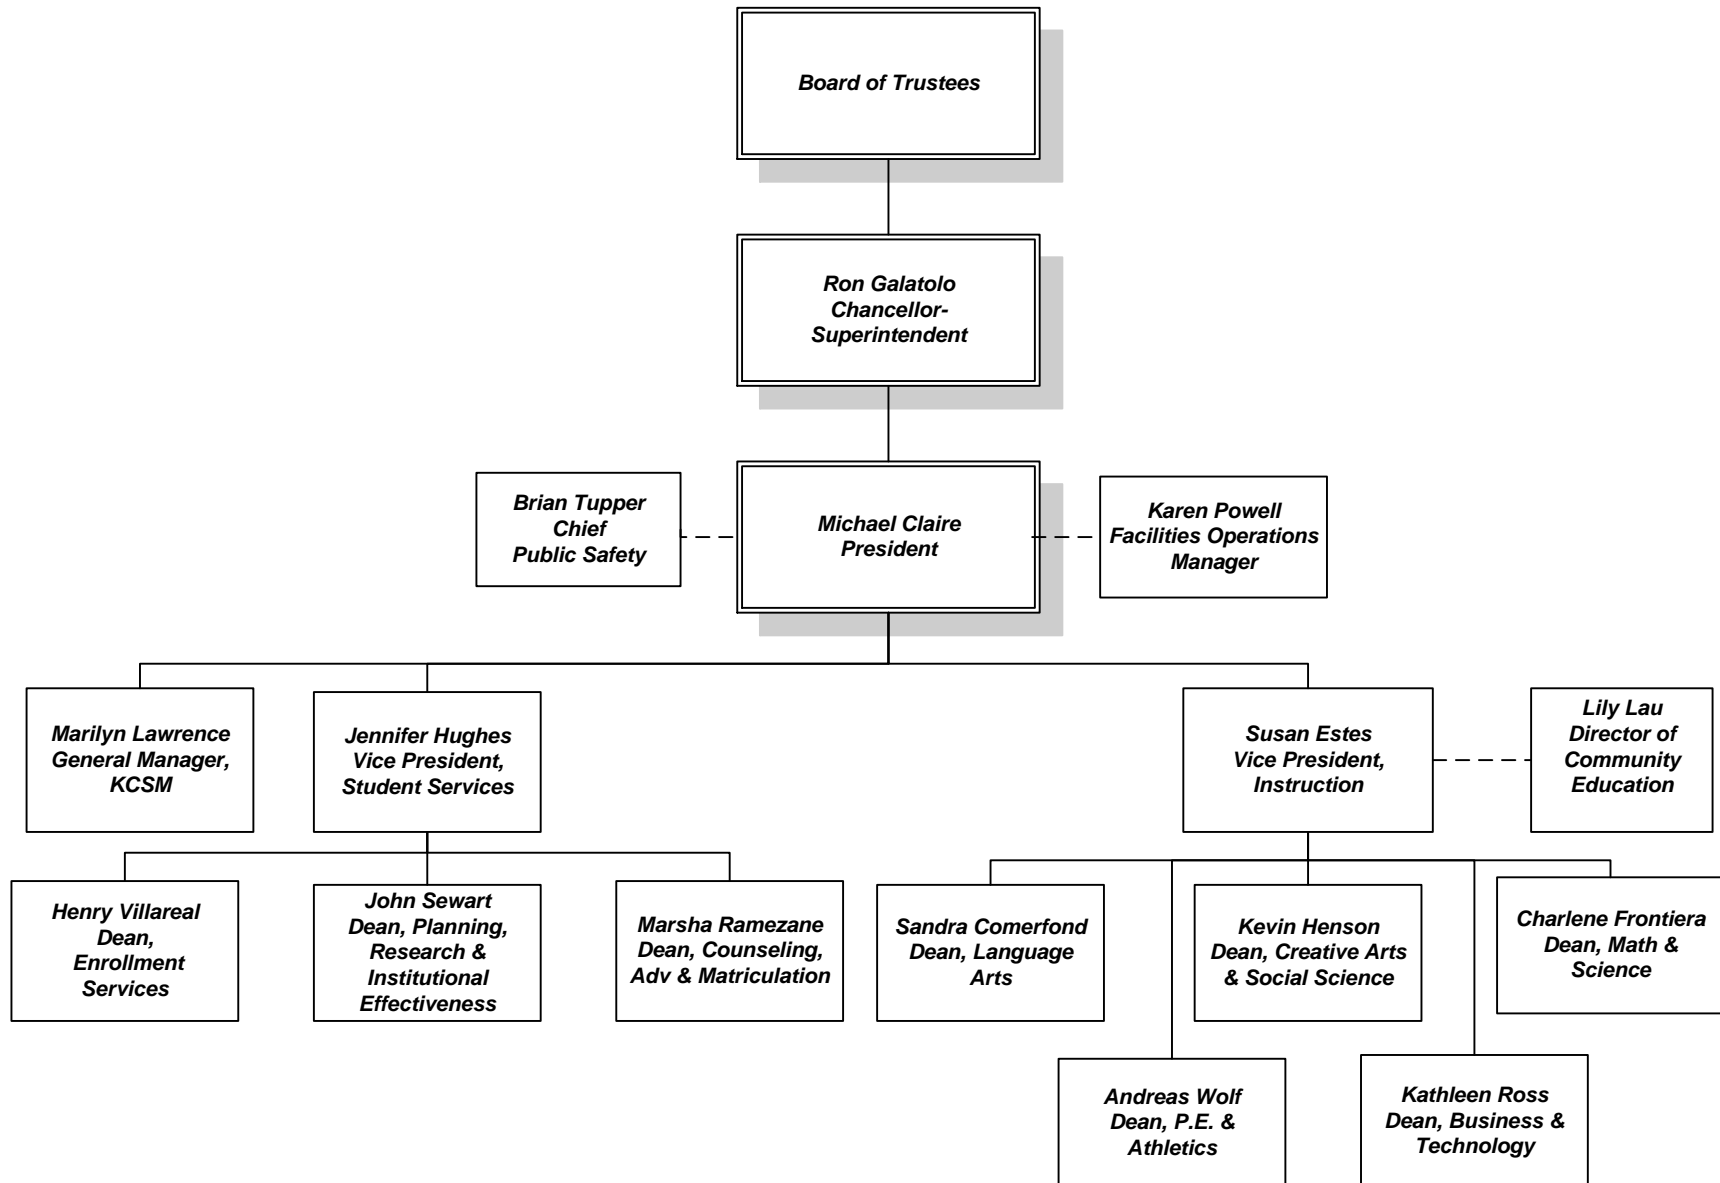 Board of Trustees
Ron Galatolo
Chancellor-
Superintendent
Brian Tupper
Chief
Public Safety
Michael Claire
President
Karen Powell
Facilities Operations
Manager
Marilyn Lawrence
General Manager,
KCSM
Jennifer Hughes
Vice President,
Student Services
Susan Estes
Vice President,
Instruction
Lily Lau
Director of
Community
Education
Henry Villareal
Dean,
Enrollment
Services
John Sewart
Dean, Planning,
Research &
Institutional
Effectiveness
Marsha Ramezane
Dean, Counseling,
Adv & Matriculation
Sandra Comerfond
Dean, Language
Arts
Kevin Henson
Dean, Creative Arts
& Social Science
Charlene Frontiera
Dean, Math &
Science
Andreas Wolf
Dean, P.E. &
Athletics
Kathleen Ross
Dean, Business &
Technology